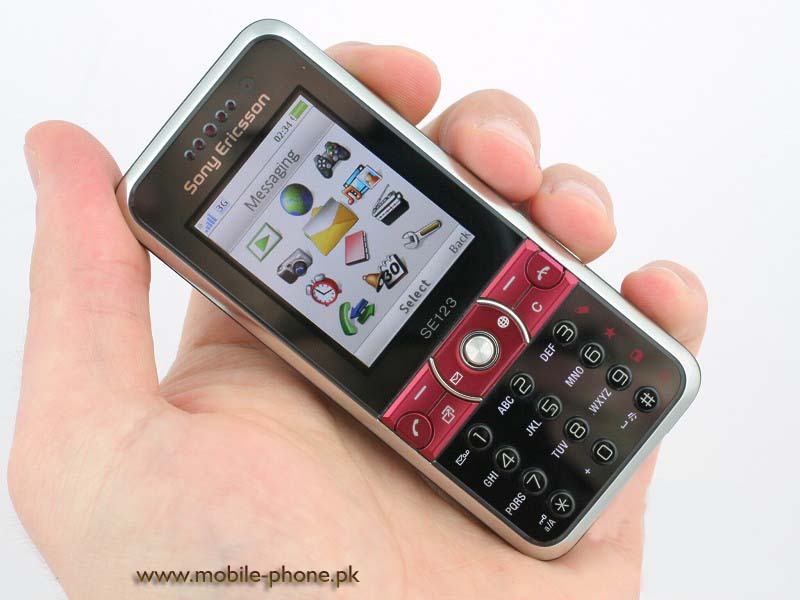 Sony Ericsson
3G
02:34
Messaging
30
Select
Back
SE123
C
1
2 ABC
3 DEF
4 GHI
5 JKL
6 MNO
7 PQRS
8 TUV
9 WXYZ
* a/A
0 +
#
www.mobile-phone.pk